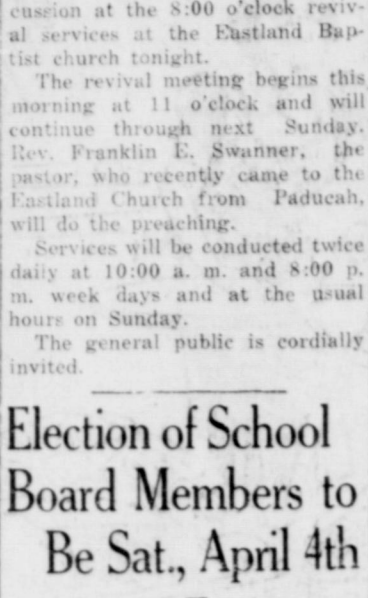 cussion at the 8:00 o'clock reviv-
al services at the Eastland Bap-
tist church tonight.
The revival meeting begins this
morning at 11 o'clock and will
continue through next Sunday.
Rev. Franklin E. Swanner, the
pastor, who recently came to the
Eastland Church from Paducah,
will do the preaching.
Services will be conducted twice
daily at 10:00 a. m. and 8:00 p.
m. week days and at the usual
hours on Sunday.
The general public is cordially
invited.
Election of School
Board Members to
Be Sat., April 4th